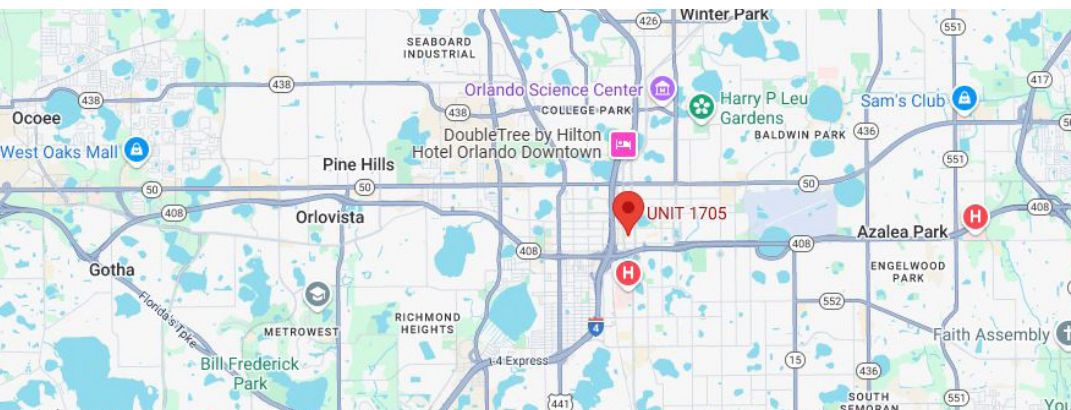 Winter Park
426
551
SEABOARD
INDUSTRIAL
438
417
Orlando Science Center
438
COLLEGE PARK
Harry P Leu
Gardens
Sam's Club
438
Ocoee
BALDWIN PARK
436
DoubleTree by Hilton
Hotel Orlando Downtown
West Oaks Mall
Pine Hills
551
50
50
50
408
Orlovista
UNIT 1705
H
408
408
Azalea Park
408
Gotha
H
ENGELWOOD
PARK
Florida's Tpke
552
RICHMOND
HEIGHTS
METROWEST
4
Faith Assembly
I-4 Express
Bill Frederick
Park
15
436
441
SOUTH
SEMORAN
551
You